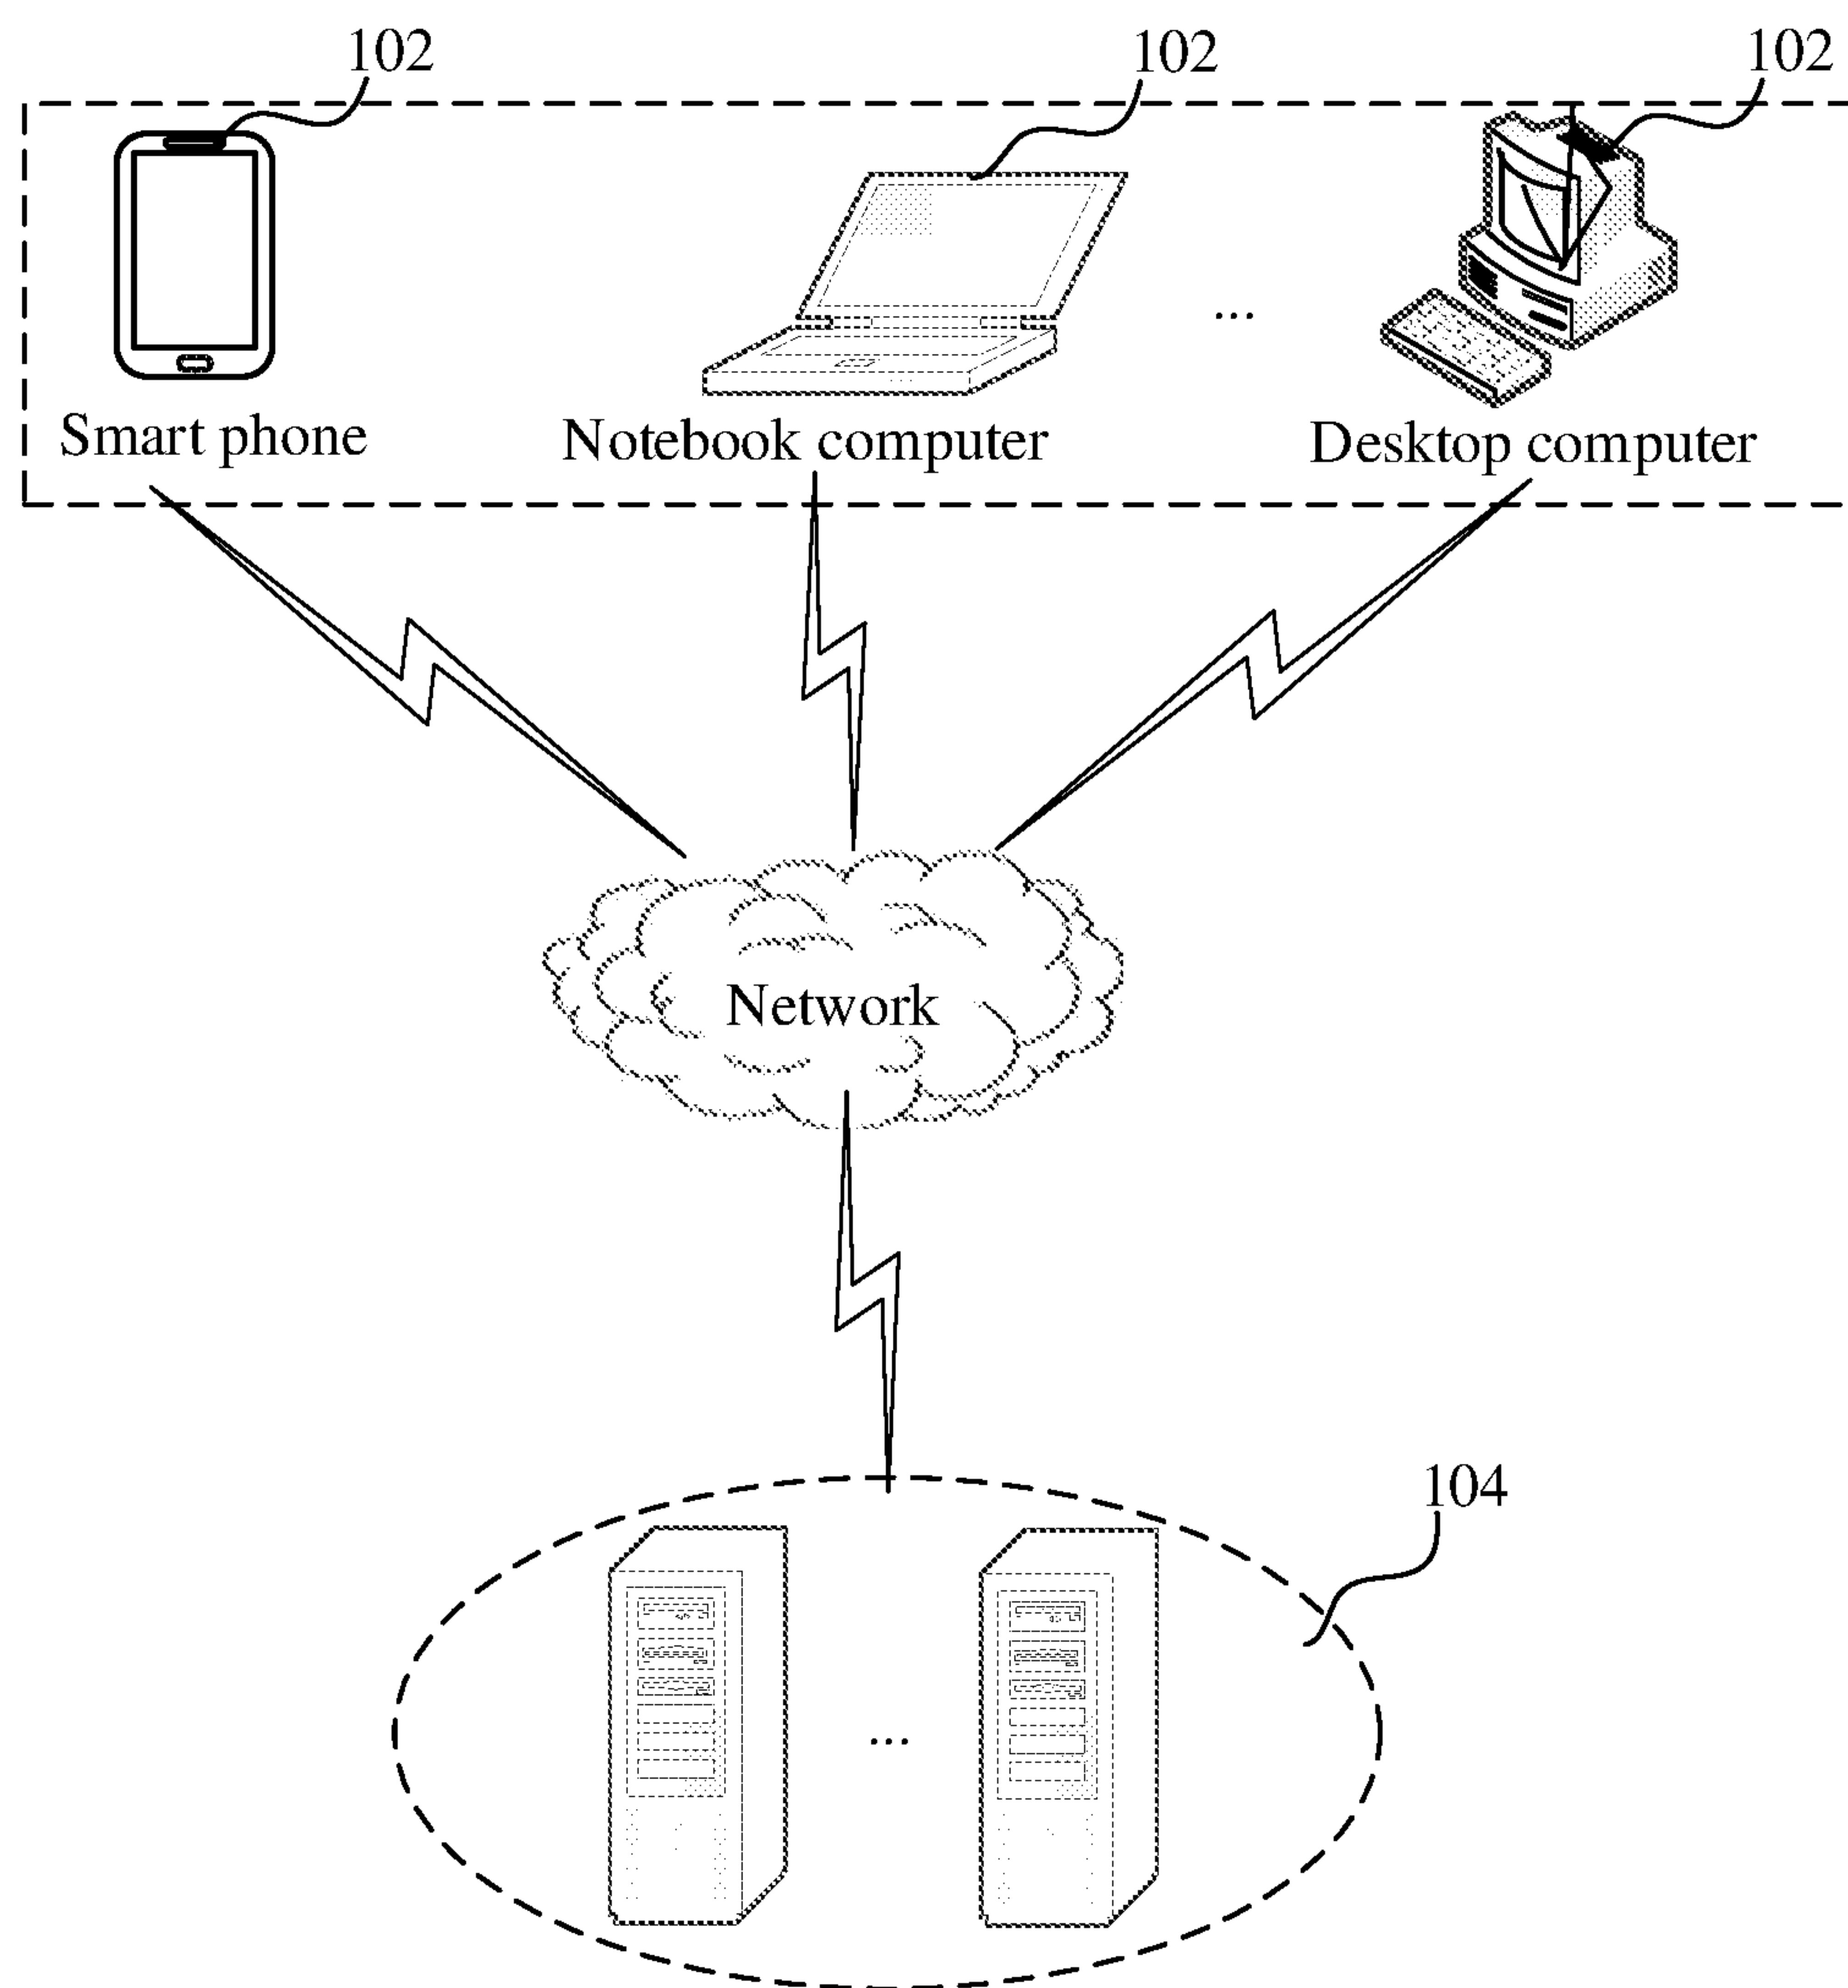 102
102
102
...
Smart phone
Notebook computer
Desktop computer
Network
104
...